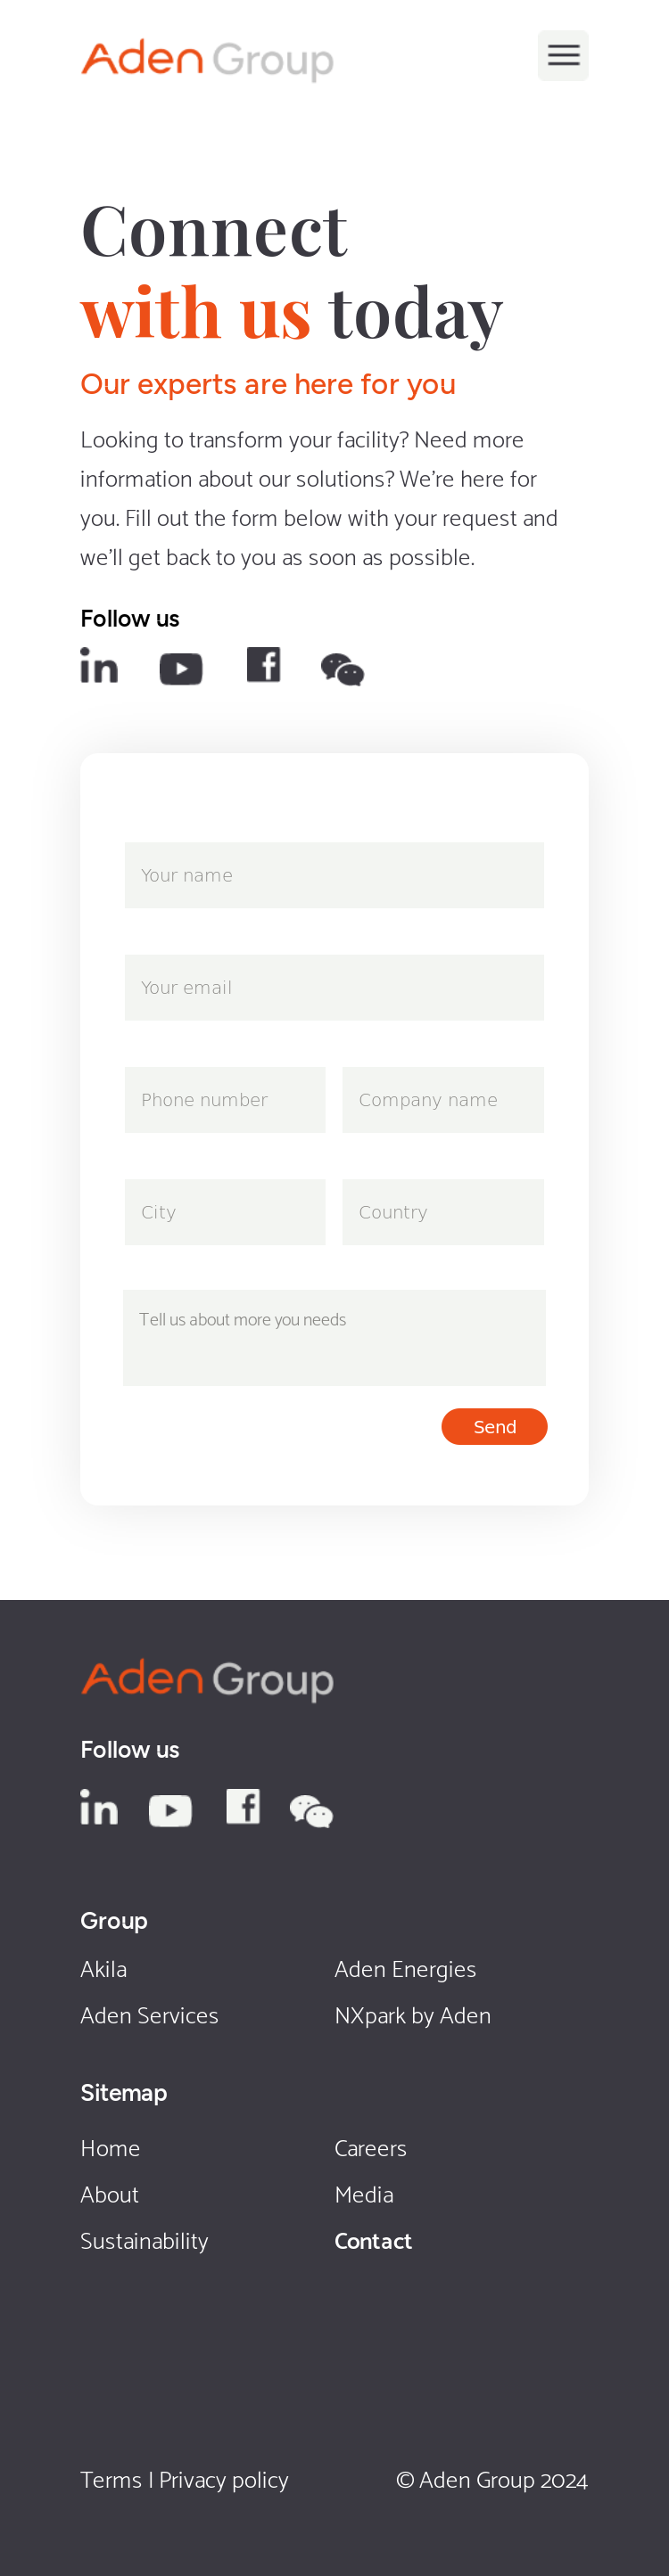 Aden Group
Connect
with us today
Our experts are here for you
Looking to transform your facility? Need more
information about our solutions? We’re here for
you. Fill out the form below with your request and
we’ll get back to you as soon as possible.
Follow us
Your name
Your email
Phone number Company name
City Country
Tell us about more you needs
Send
Aden Group
Follow us
Group
Akila Aden Energies
Aden Services NXpark by Aden
Sitemap
Home Careers
About Media
Sustainability Contact
Terms | Privacy policy © Aden Group 2024